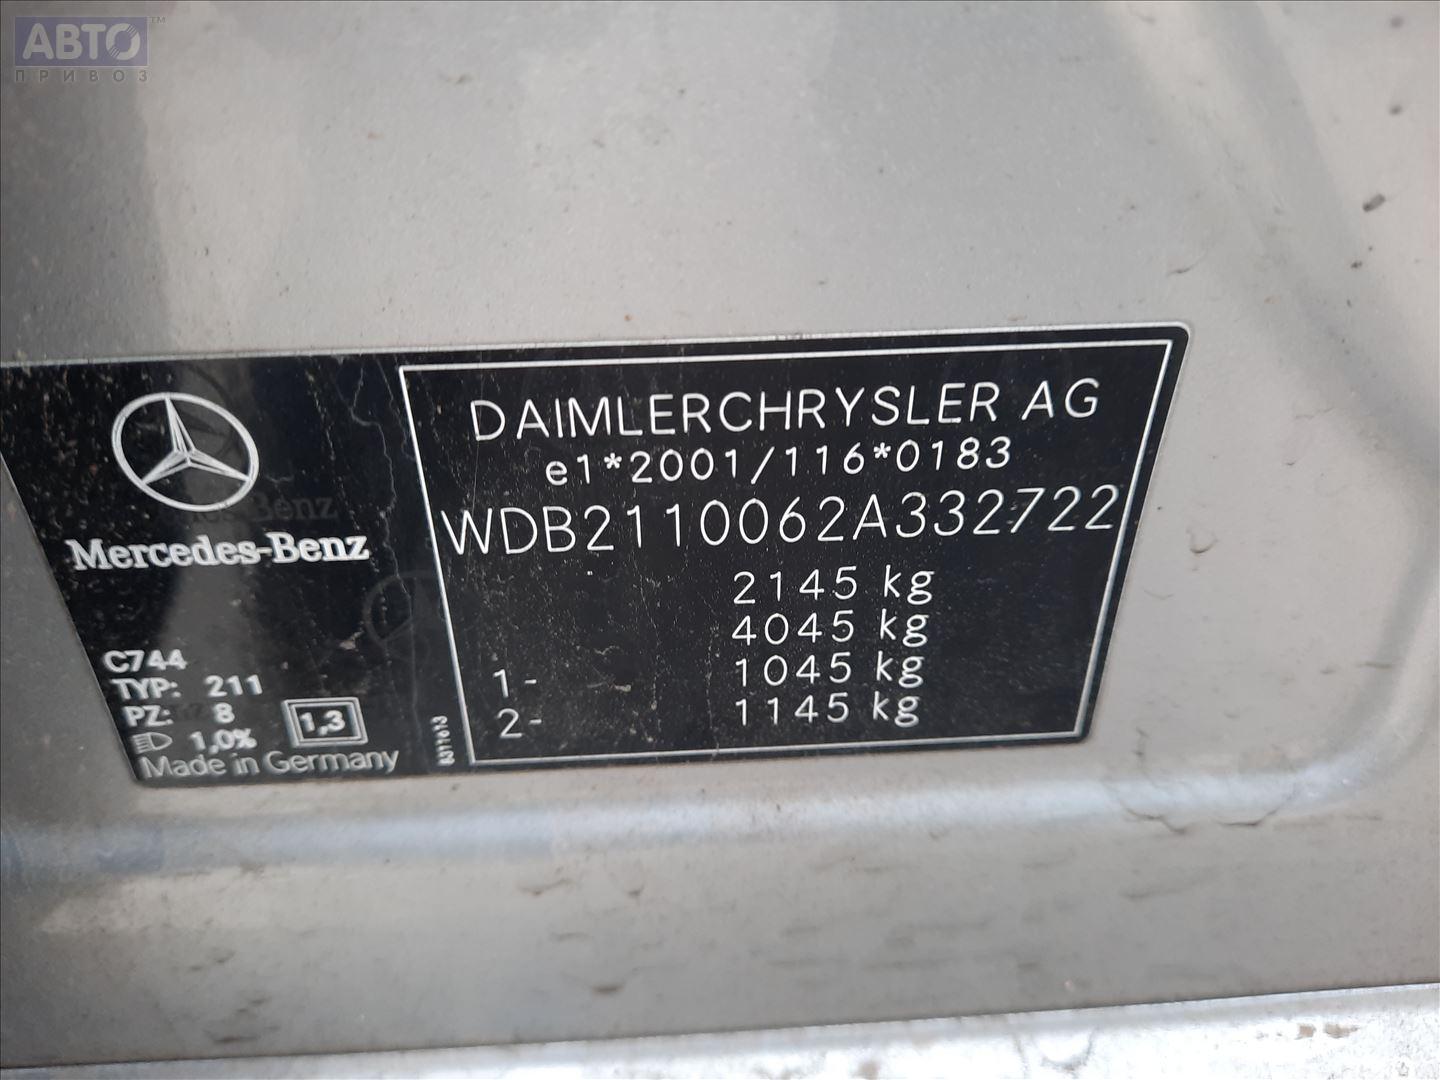 АВТО™
ПРИВОЗ
DAIMLERCHRYSLER AG
e1*2001/116*0183
WDB2110062A332722
2145 kg
4045 kg
1- 1045 kg
2- 1145 kg
Mercedes-Benz
C744
TYP: 211
PZ: 8
1,0%
1,3
Made in Germany